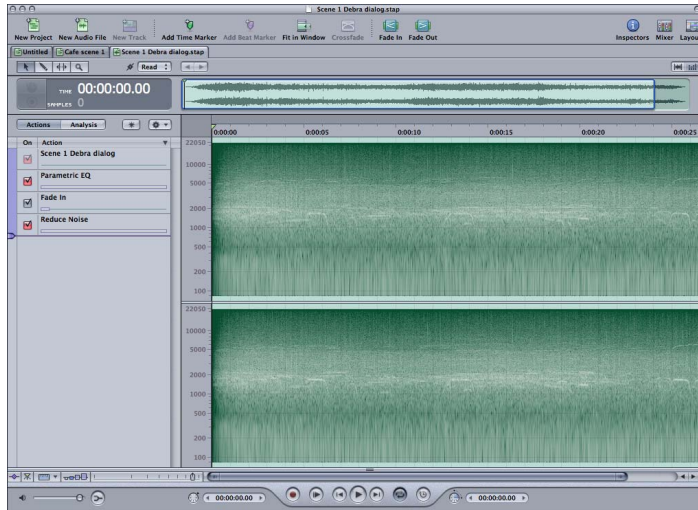 Scene 1 Debra dialog.stap
New Project New Audio File New Track Add Time Marker Add Beat Marker Fit in Window Crossfade Fade In Fade Out Inspectors Mixer Layou
Untitled Cafe scene 1 Scene 1 Debra dialog.stap
Read
TIME 00:00:00.00
SAMPLES 0
Actions Analysis
On Action
Scene 1 Debra dialog
Parametric EQ
Fade In
Reduce Noise
0:00:00 0:00:05 0:00:10 0:00:15 0:00:20 0:00:25
22050
10000
5000
2000
1000
500
200
100
22050
10000
5000
2000
1000
500
200
100
00:00:00.00 00:00:00.00